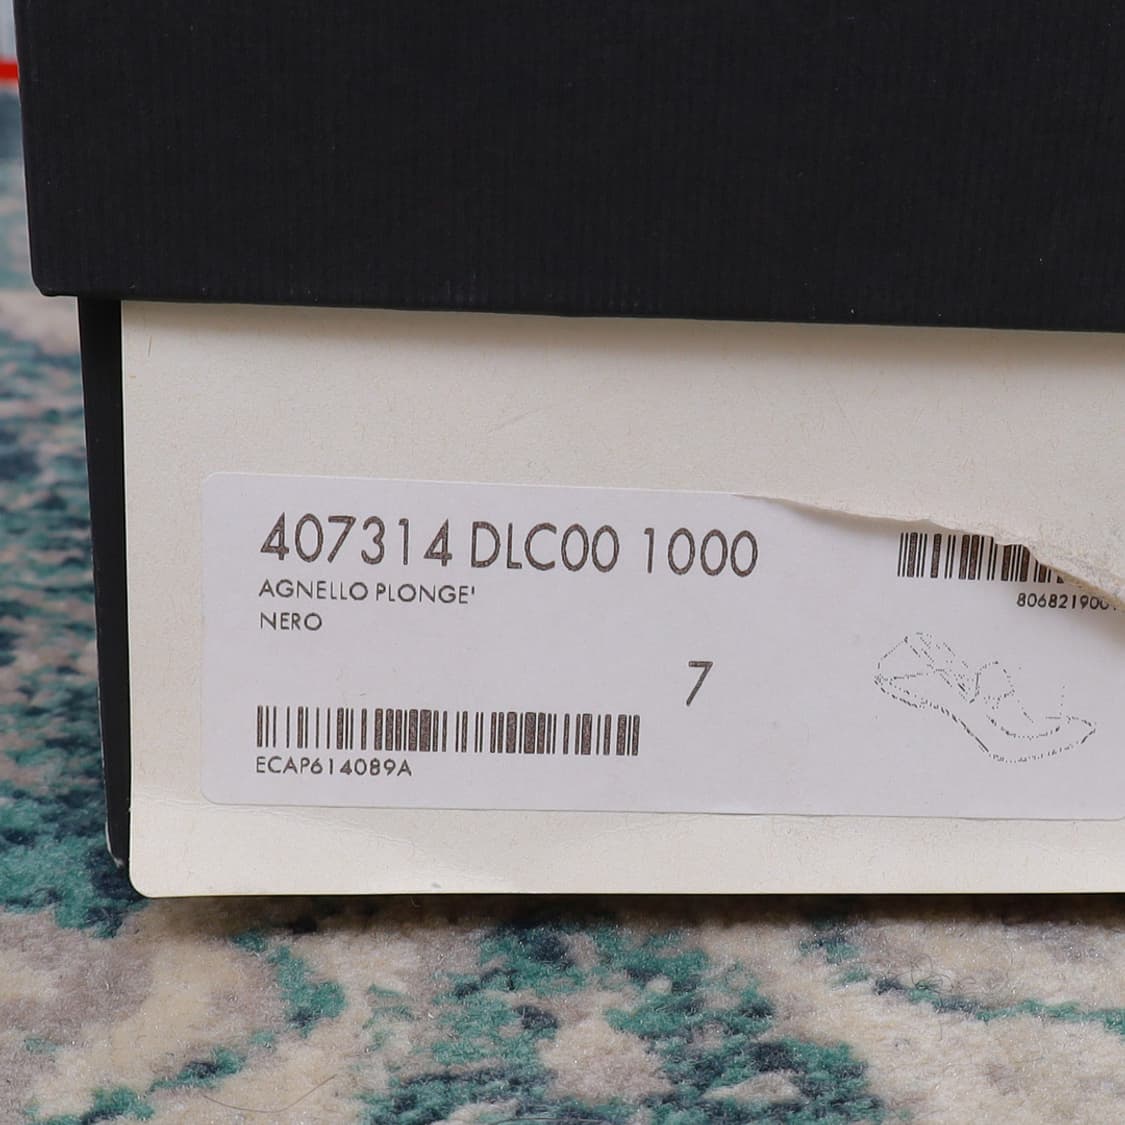 407314 DLC00 1000
AGNELLO PLONGE'
NERO
7
ECAP614089A